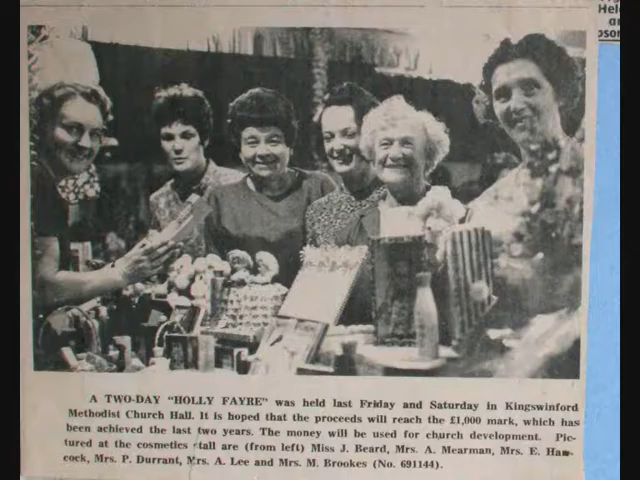 Hel
A TWO-DAY "HOLLY FAYRE" was held last Friday and Saturday in Kingswinford
Methodist Church Hall. It is hoped that the proceeds will reach the £1,000 mark, which has
been achieved the last two years. The money will be used for church development. Pic-
tured at the cosmetics stall are (from left) Miss J. Beard, Mrs. A. Mearman, Mrs. E. Han-
cock, Mrs. P. Durrant, Mrs. A. Lee and Mrs. M. Brookes (No. 691144).